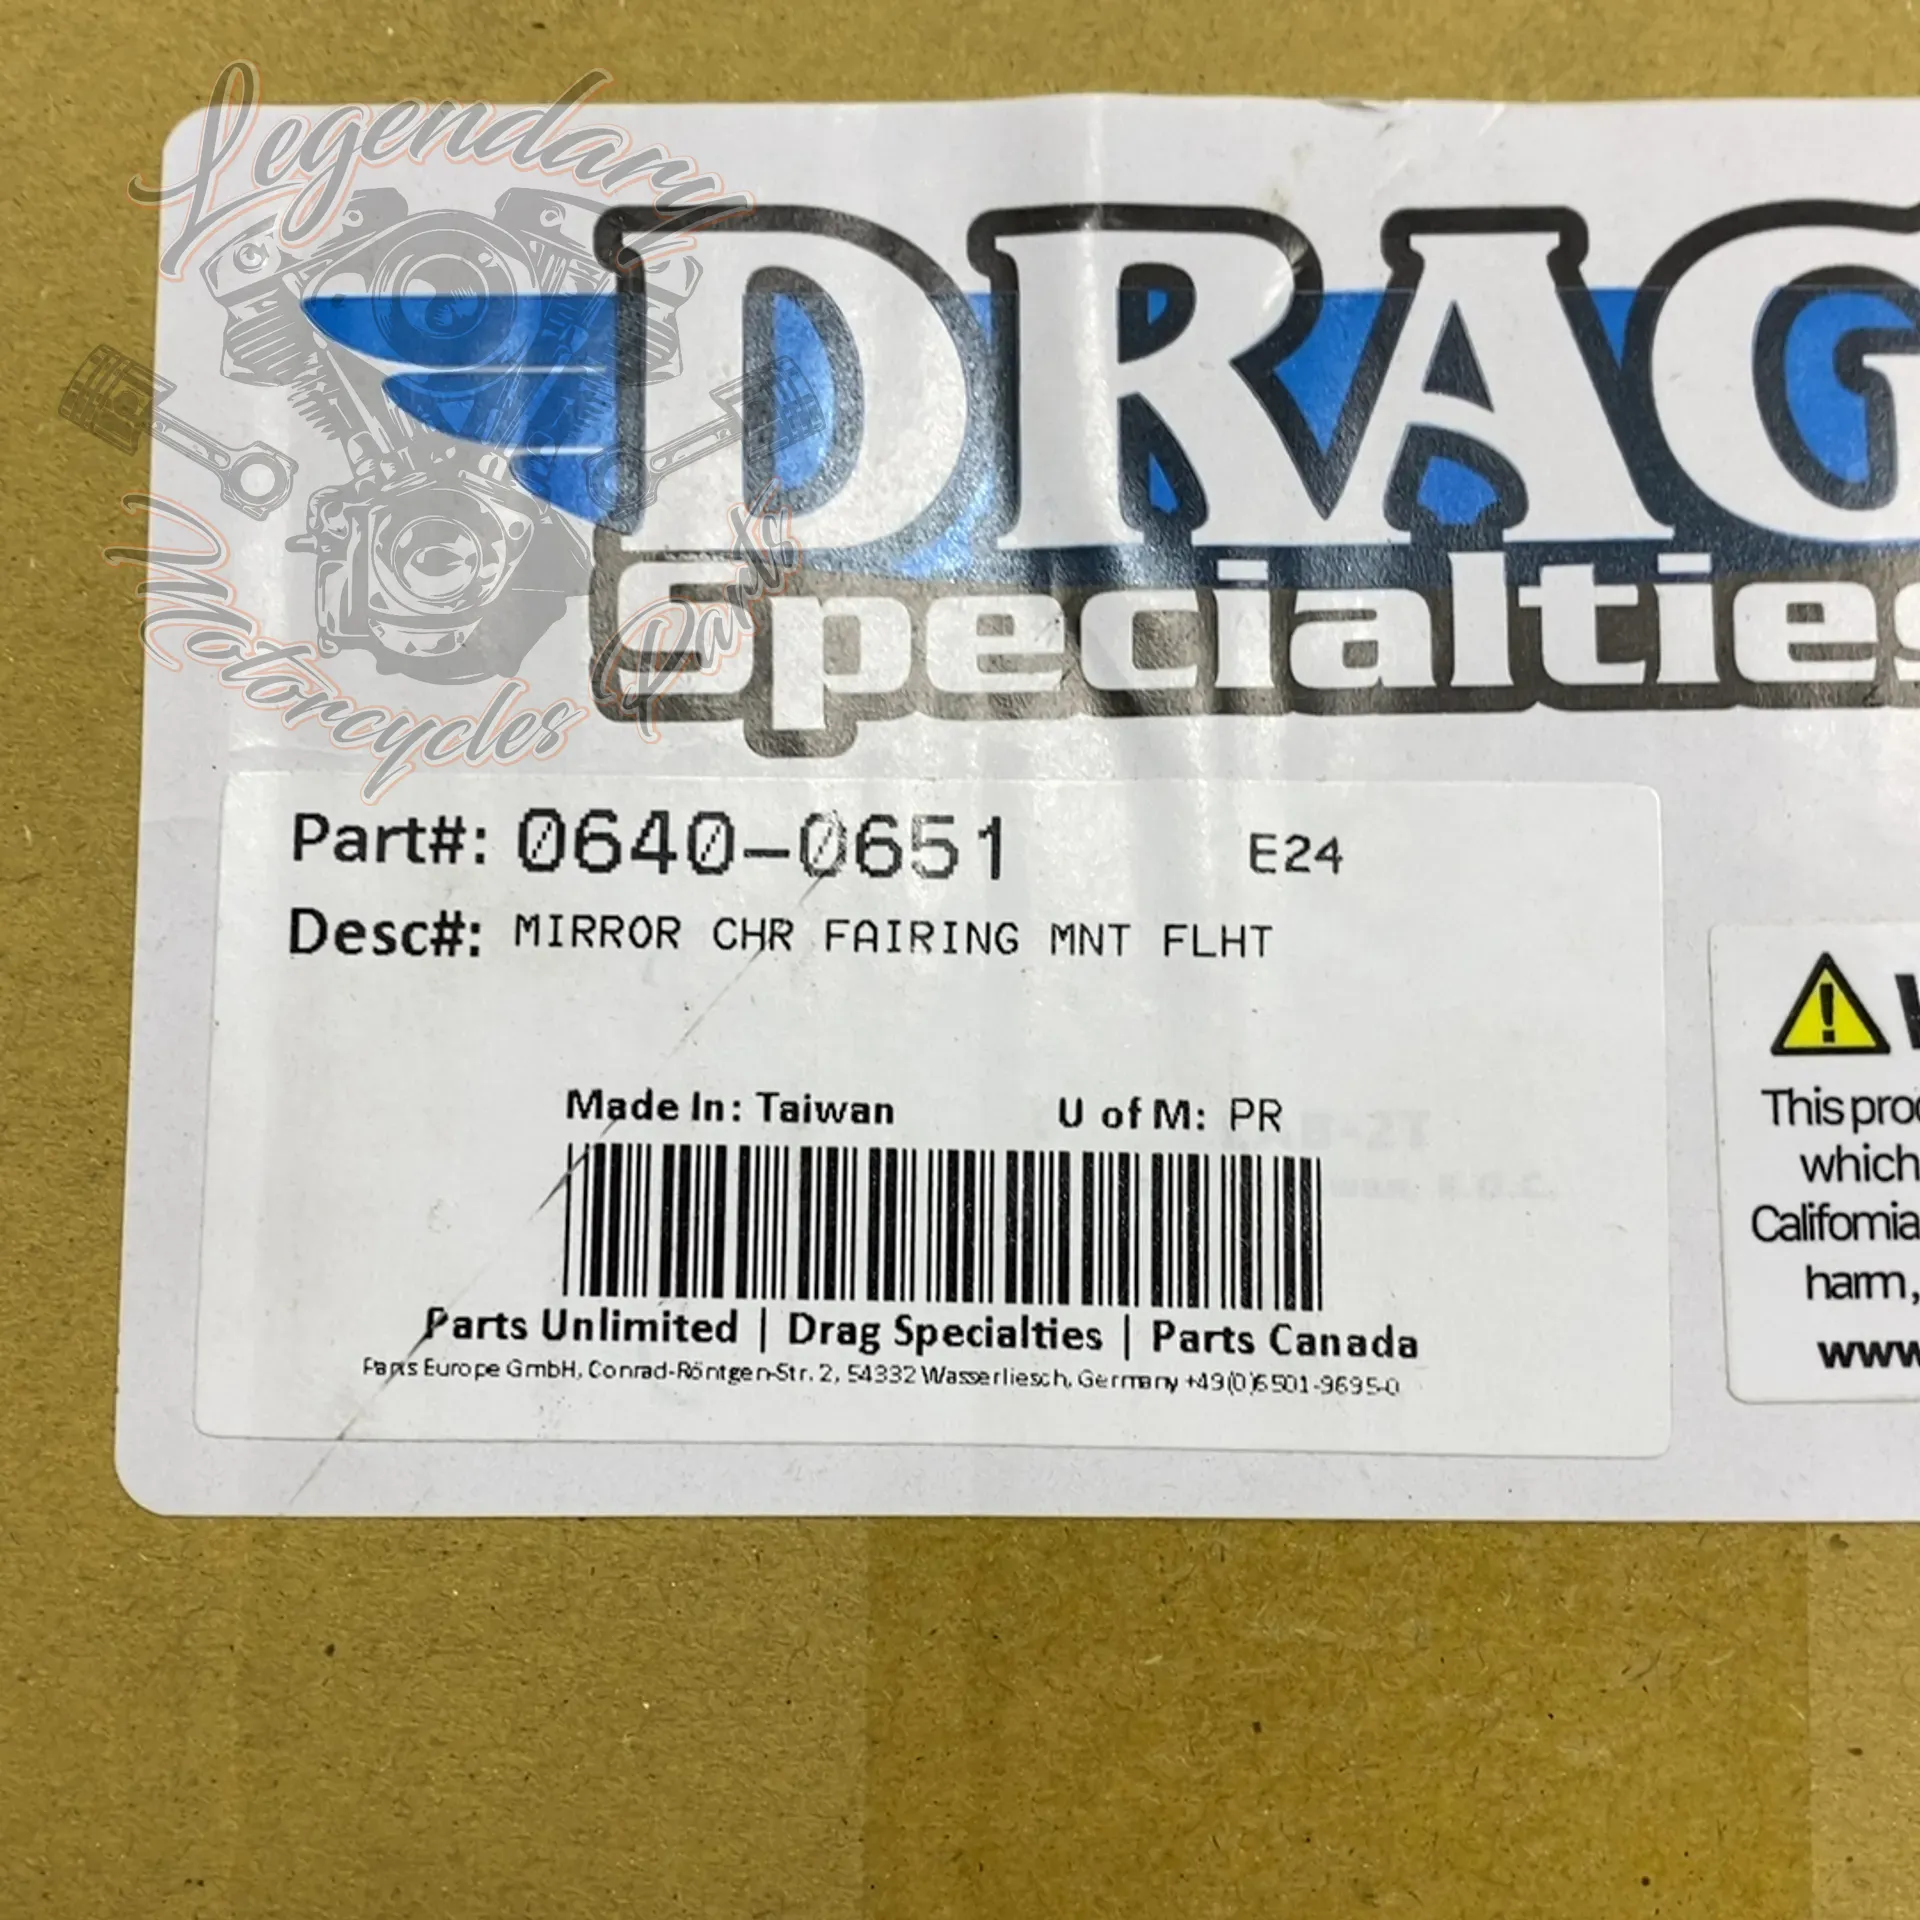 Legendary
Motorcycles Parts
DRAG
Specialties
Part#: 0640-0651 E24
Desc#: MIRROR CHR FAIRING MNT FLHT
Made In: Taiwan U of M: PR
Parts Unlimited | Drag Specialties | Parts Canada
Parts Europe GmbH, Conrad-Röntgen-Str. 2, 54332 Wasserliesch, Germany +49(0)6501-9695-0
This
which
California
harm,
www